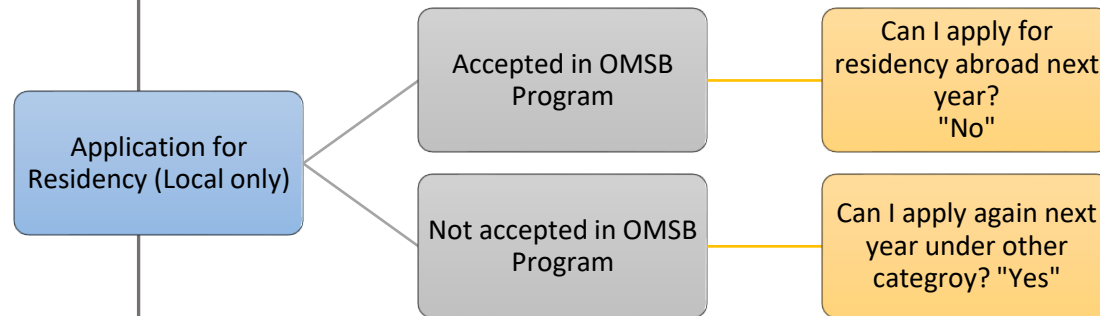 Application for
Residency (Local only)
Accepted in OMSB
Program
Can I apply for
residency abroad next
year?
"No"
Not accepted in OMSB
Program
Can I apply again next
year under other
categroy? "Yes"